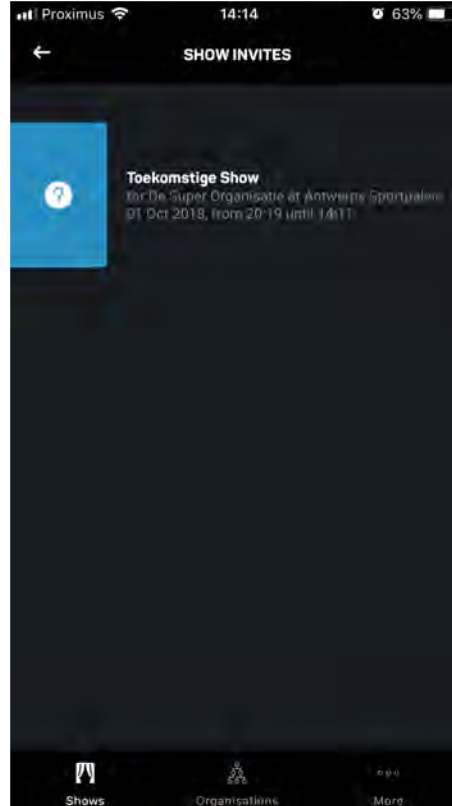 Proximus 14:14 63%
SHOW INVITES
?
Toekomstige Show
for De Super Organisatie at Antwerps Sportpaleis
01 Oct 2018, from 20:19 until 14:11
Shows Organisations More